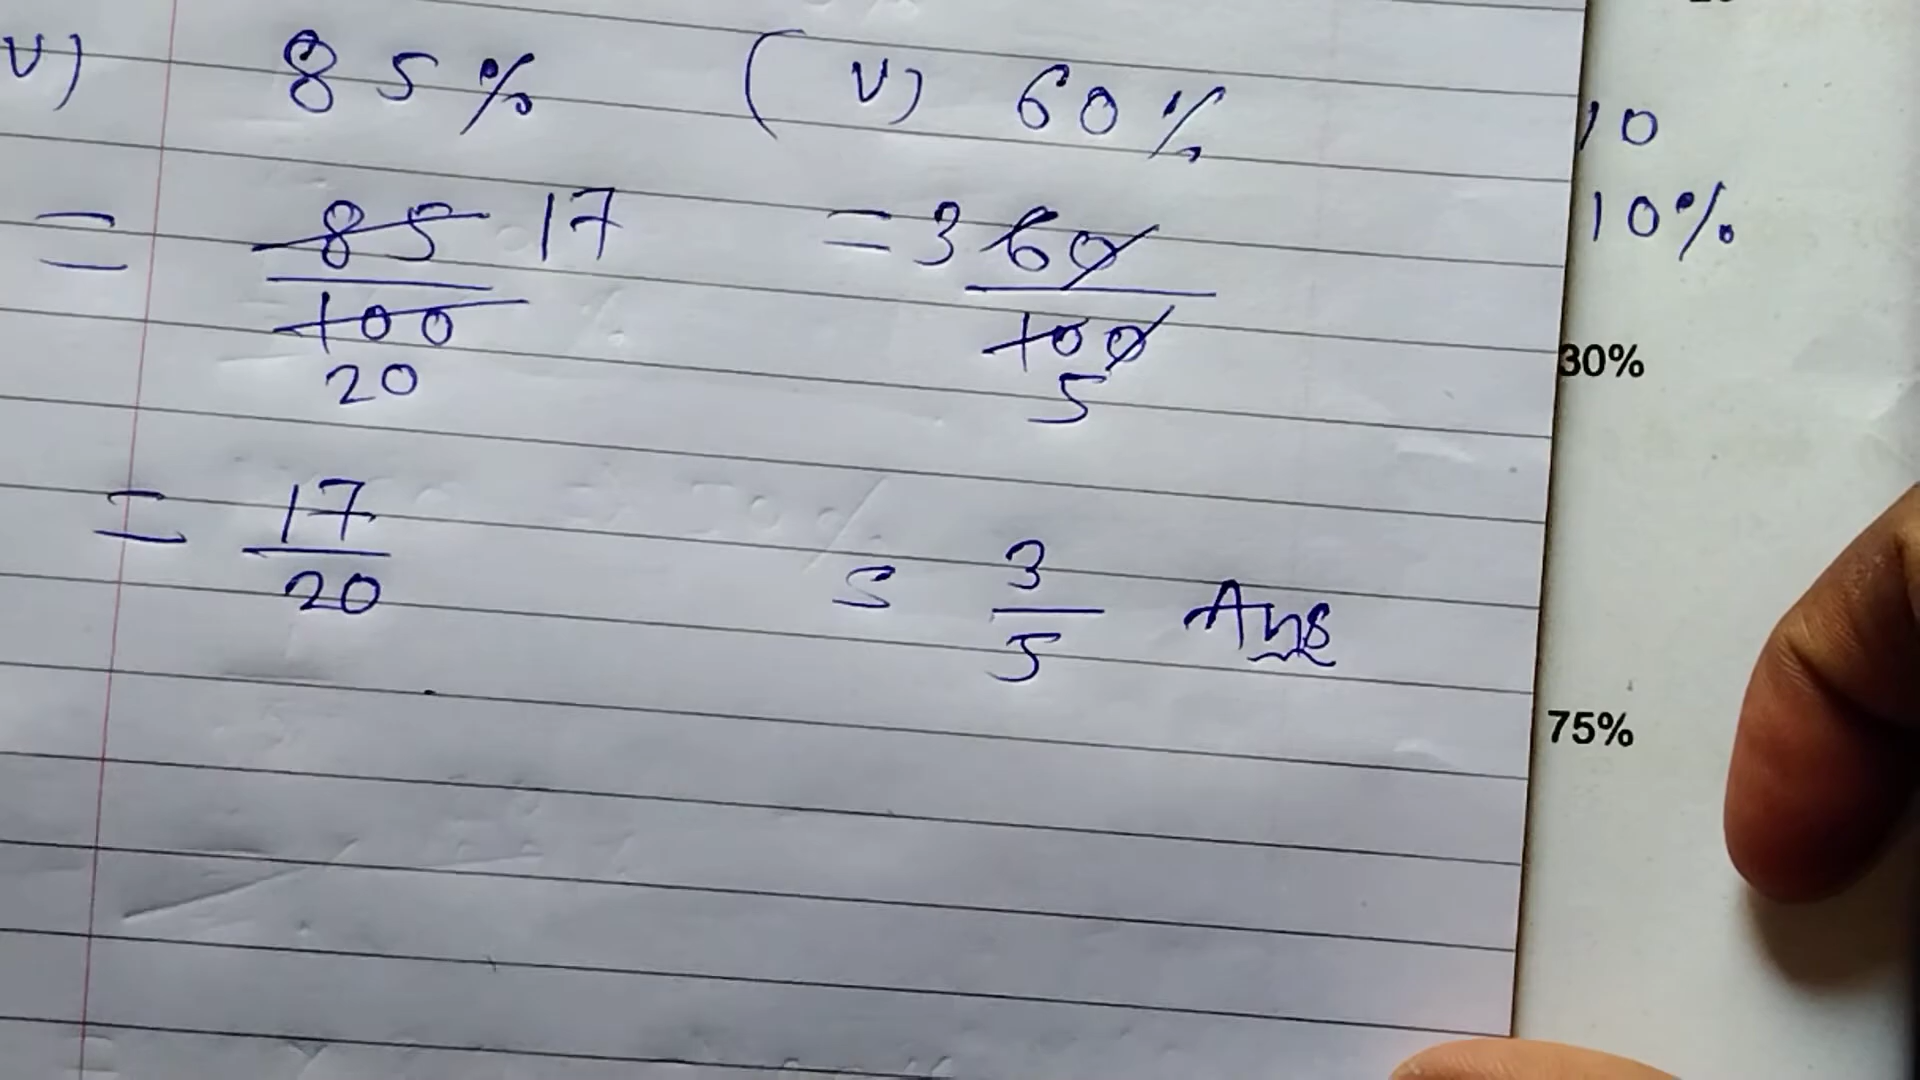 v) 85%
= 85 17
100
20
= 17
20
(v) 60%
= 3 60
100
5
= 3
5 Ans
10
10%
30%
75%